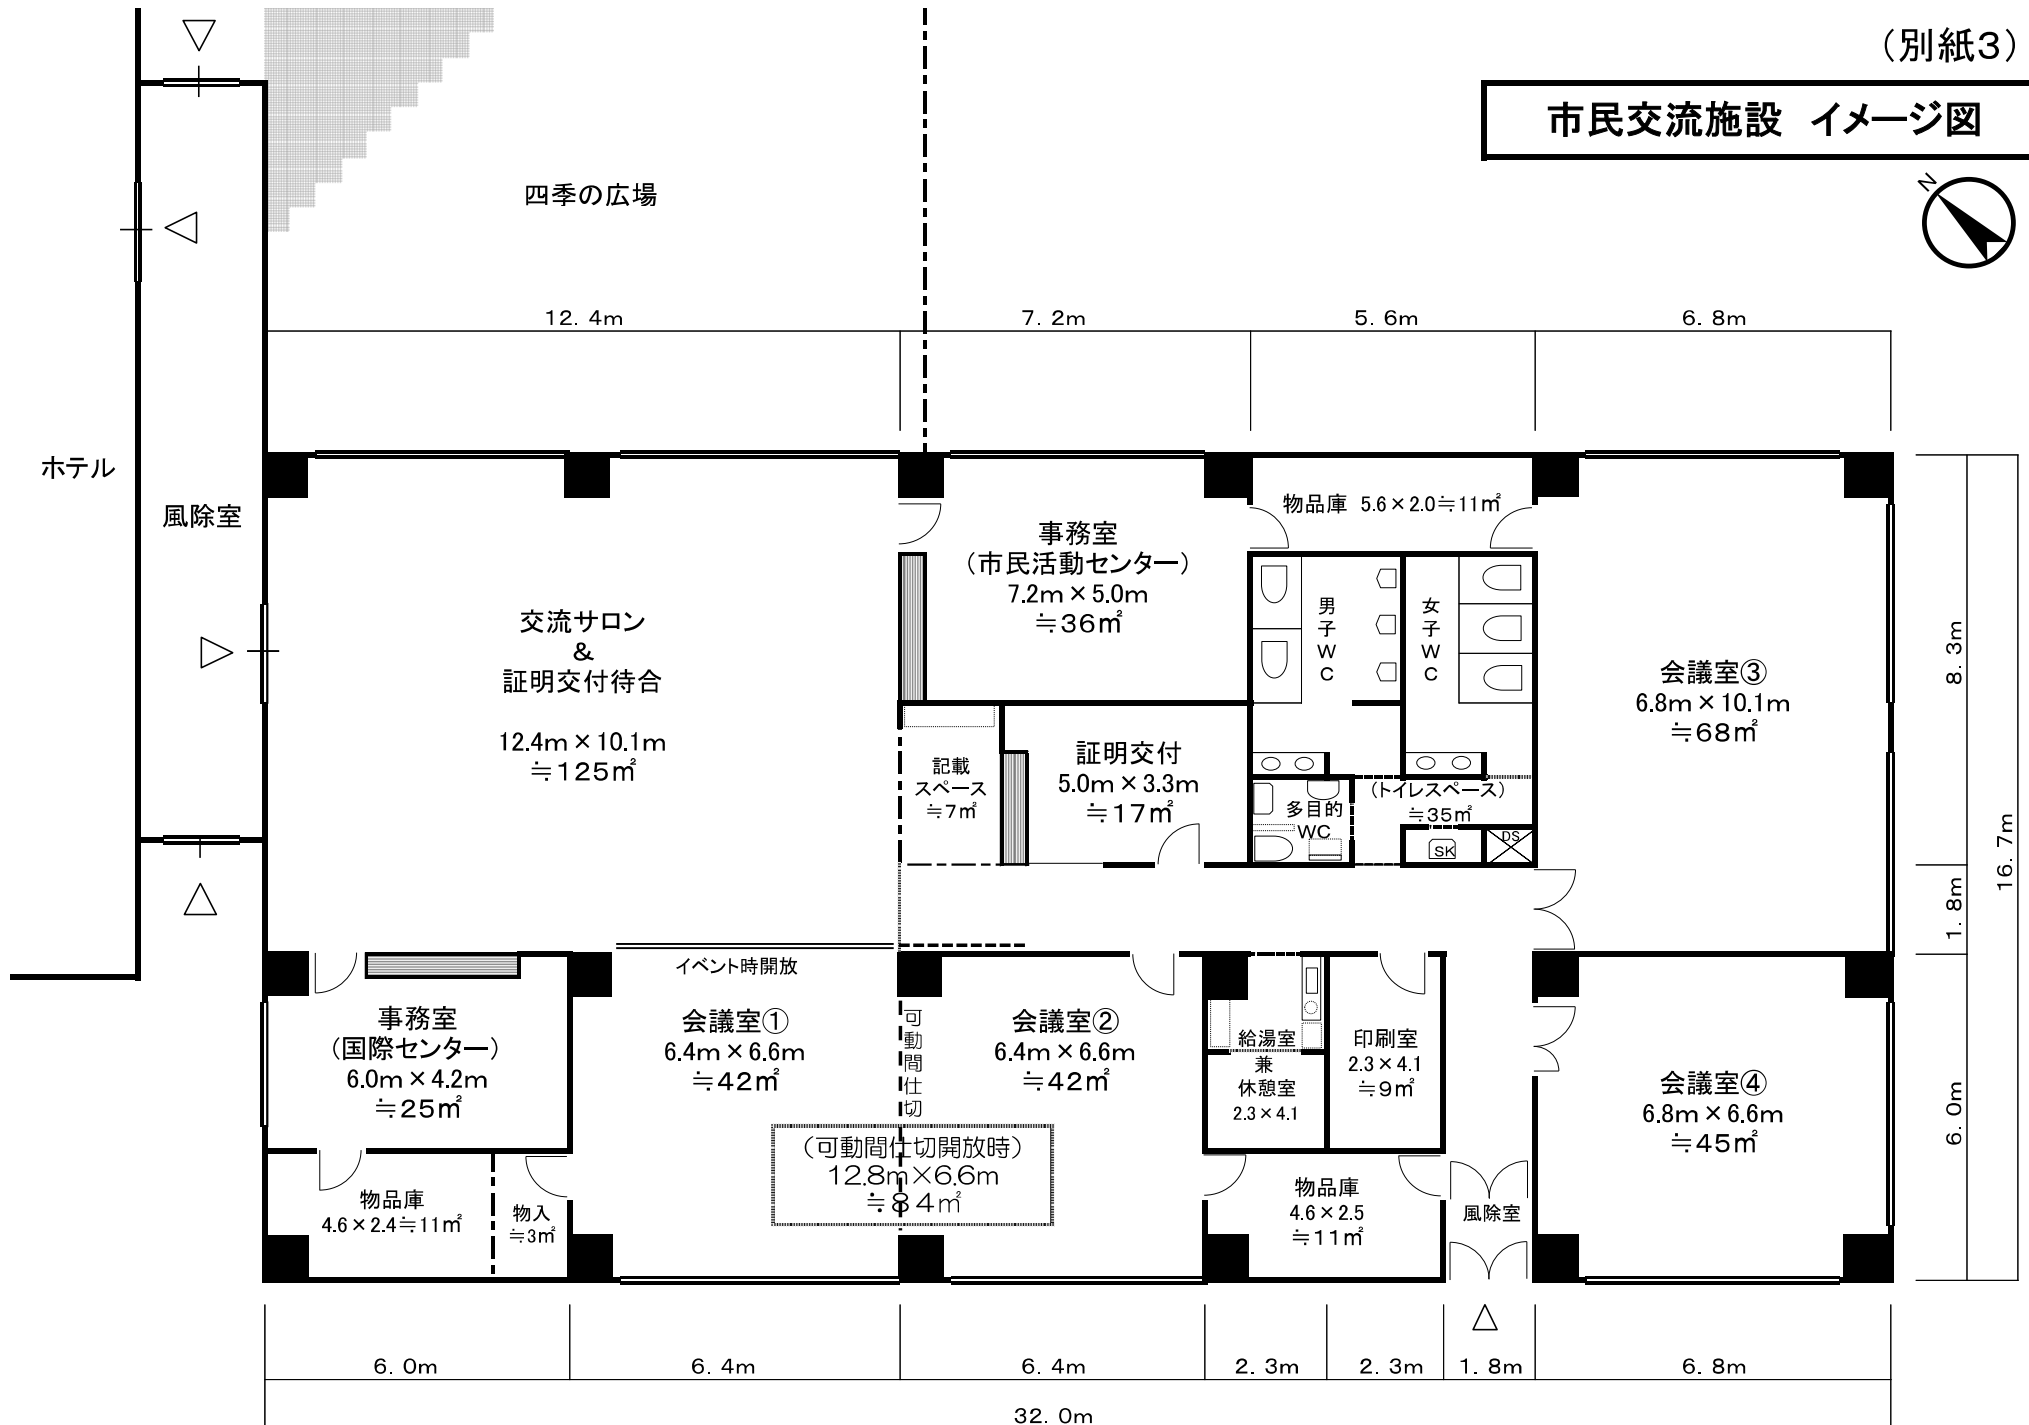 （別紙3）
市民交流施設 イメージ図
N
四季の広場
12. 4m
7. 2m
5. 6m
6. 8m
ホテル
風除室
交流サロン
&
証明交付待合
12.4m×10.1m
≒125㎡
事務室
（市民活動センター）
7.2m×5.0m
≒36㎡
物品庫 5.6×2.0≒11㎡
男子WC
女子WC
会議室③
6.8m×10.1m
≒68㎡
記載
スペース
≒7㎡
証明交付
5.0m×3.3m
≒17㎡
多目的
WC
（トイレスペース）
≒35㎡
SK
DS
8. 3m
1. 8m
6. 0m
16. 7m
イベント時開放
事務室
（国際センター）
6.0m×4.2m
≒25㎡
会議室①
6.4m×6.6m
≒42㎡
可動間仕切
会議室②
6.4m×6.6m
≒42㎡
給湯室
兼
休憩室
2.3×4.1
印刷室
2.3×4.1
≒9㎡
会議室④
6.8m×6.6m
≒45㎡
（可動間仕切開放時）
12.8m×6.6m
≒84㎡
物品庫
4.6×2.4≒11㎡
物入
≒3㎡
物品庫
4.6×2.5
≒11㎡
風除室
6. 0m
6. 4m
6. 4m
2. 3m
2. 3m
1. 8m
6. 8m
32. 0m